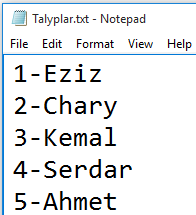 Talyplar.txt - Notepad
File Edit Format View Help
1-Eziz
2-Chary
3-Kemal
4-Serdar
5-Ahmet